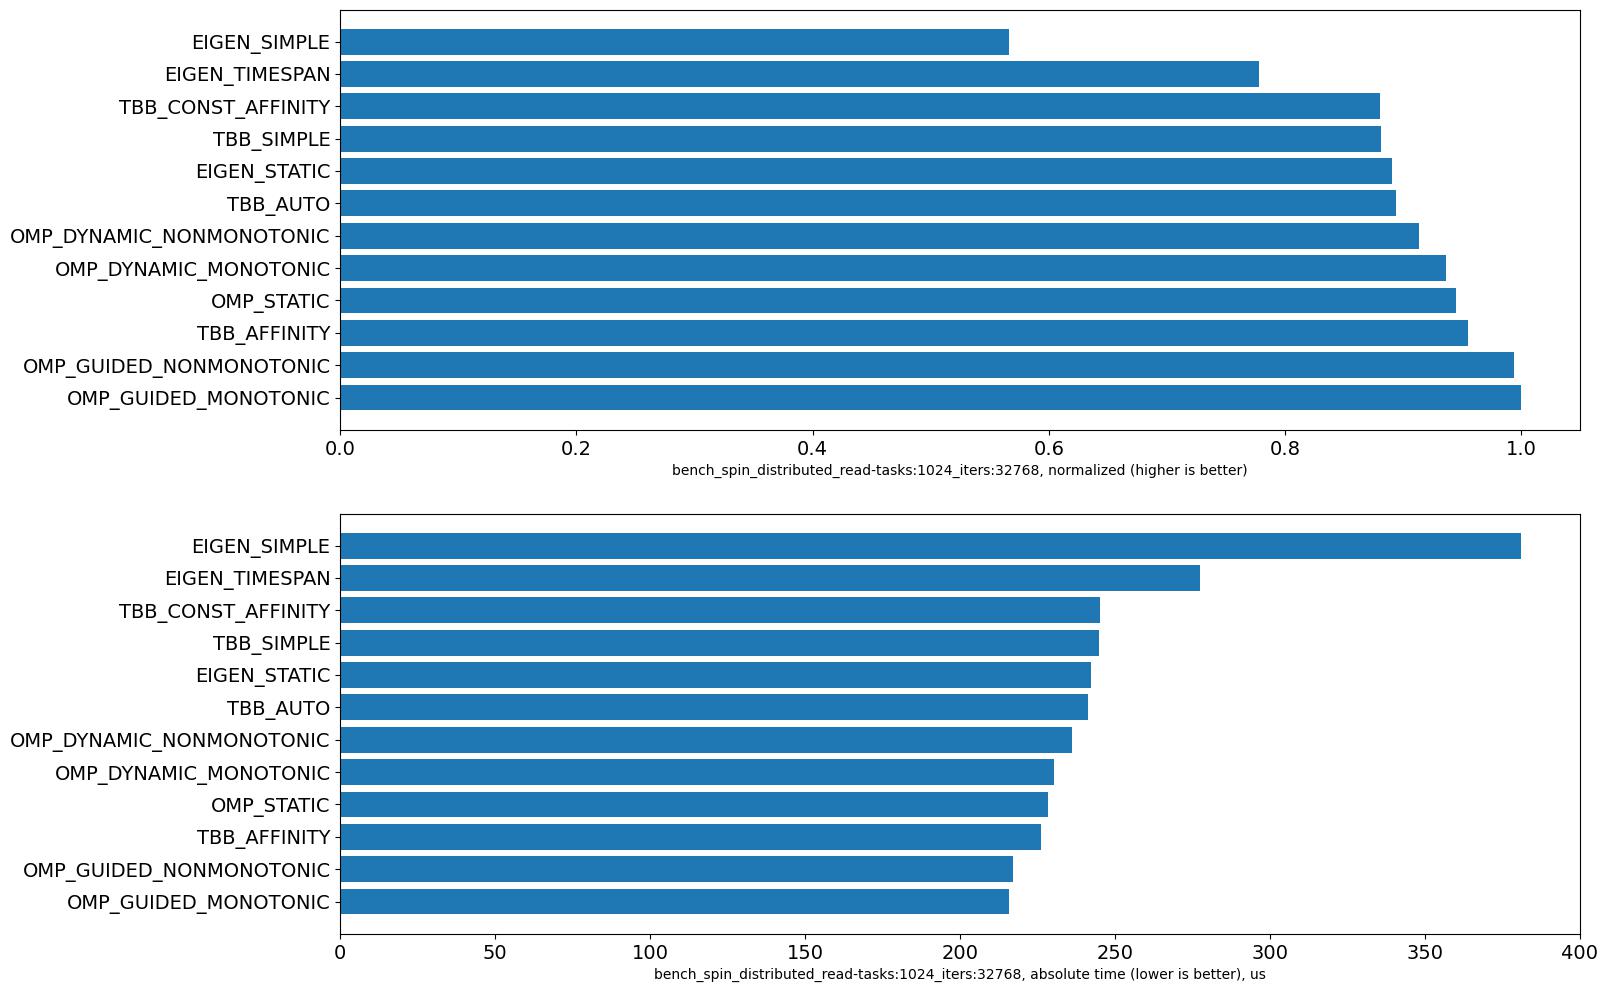 EIGEN_SIMPLE
EIGEN_TIMESPAN
TBB_CONST_AFFINITY
TBB_SIMPLE
EIGEN_STATIC
TBB_AUTO
OMP_DYNAMIC_NONMONOTONIC
OMP_DYNAMIC_MONOTONIC
OMP_STATIC
TBB_AFFINITY
OMP_GUIDED_NONMONOTONIC
OMP_GUIDED_MONOTONIC
0.0 0.2 0.4 0.6 0.8 1.0
bench_spin_distributed_read-tasks:1024_iters:32768, normalized (higher is better)
EIGEN_SIMPLE
EIGEN_TIMESPAN
TBB_CONST_AFFINITY
TBB_SIMPLE
EIGEN_STATIC
TBB_AUTO
OMP_DYNAMIC_NONMONOTONIC
OMP_DYNAMIC_MONOTONIC
OMP_STATIC
TBB_AFFINITY
OMP_GUIDED_NONMONOTONIC
OMP_GUIDED_MONOTONIC
0 50 100 150 200 250 300 350 400
bench_spin_distributed_read-tasks:1024_iters:32768, absolute time (lower is better), us